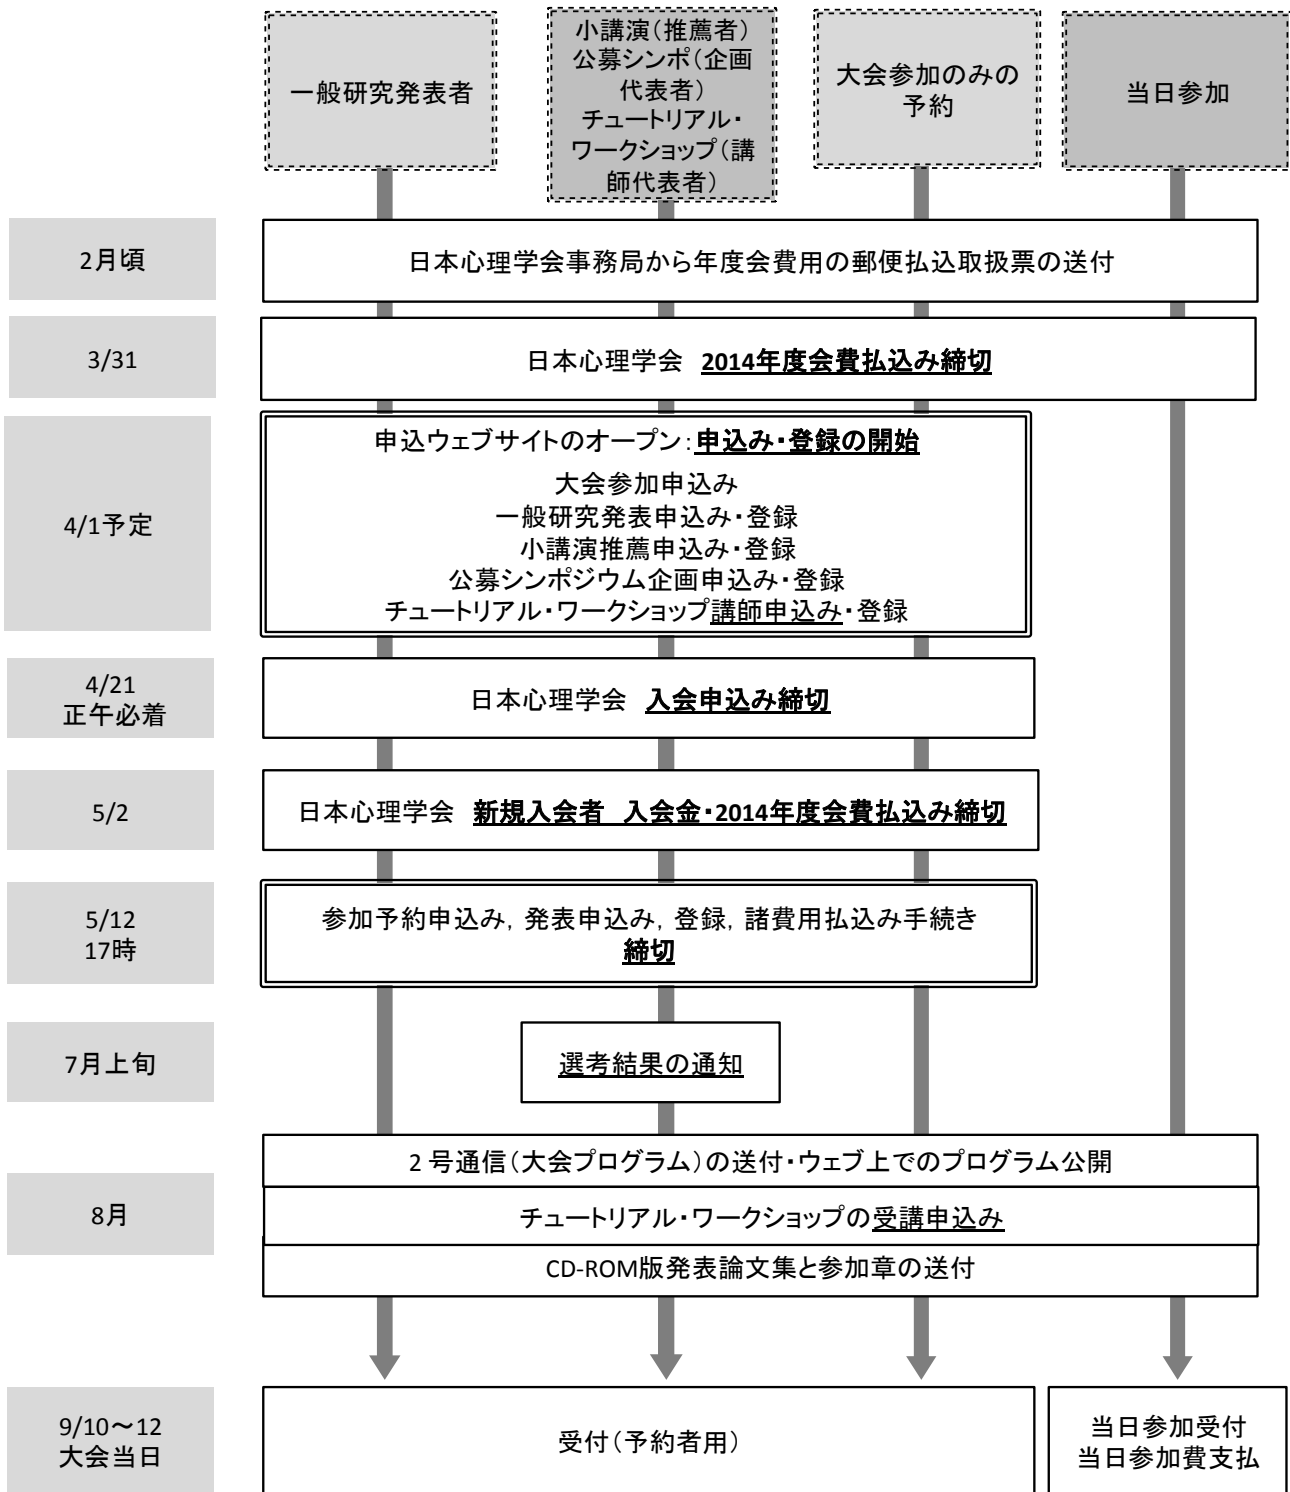 一般研究発表者
小講演(推薦者)
公募シンポ(企画
代表者)
チュートリアル・
ワークショップ(講
師代表者)
大会参加のみの
予約
当日参加
2月頃
日本心理学会事務局から年度会費用の郵便払込取扱票の送付
3/31
日本心理学会 2014年度会費払込み締切
4/1予定
申込ウェブサイトのオープン:申込み・登録の開始
大会参加申込み
一般研究発表申込み・登録
小講演推薦申込み・登録
公募シンポジウム企画申込み・登録
チュートリアル・ワークショップ講師申込み・登録
4/21
正午必着
日本心理学会 入会申込み締切
5/2
日本心理学会 新規入会者 入会金・2014年度会費払込み締切
5/12
17時
参加予約申込み, 発表申込み, 登録, 諸費用払込み手続き
締切
7月上旬
選考結果の通知
8月
2号通信(大会プログラム)の送付・ウェブ上でのプログラム公開
チュートリアル・ワークショップの受講申込み
CD-ROM版発表論文集と参加章の送付
9/10～12
大会当日
受付(予約者用)
当日参加受付
当日参加費支払